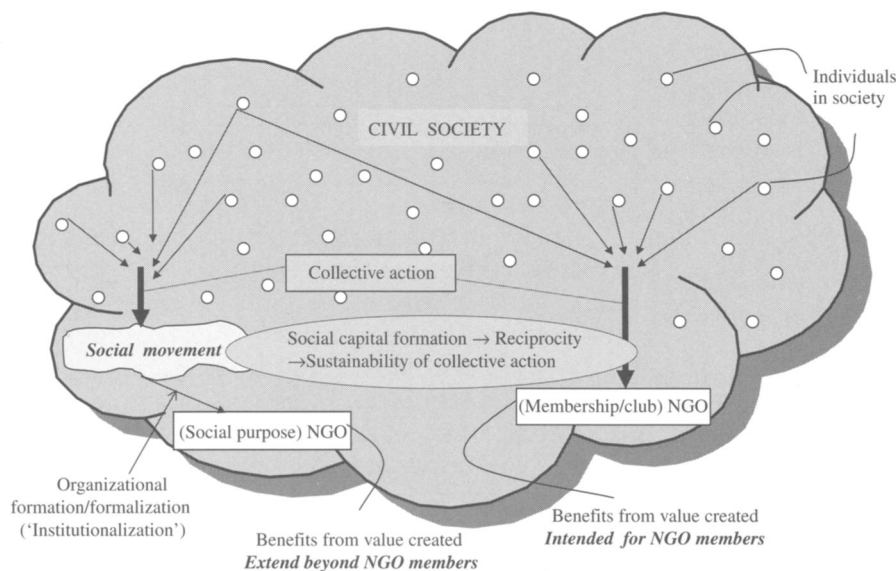 Individuals
in society
CIVIL SOCIETY
Collective action
Social movement
Social capital formation → Reciprocity
→Sustainability of collective action
(Membership/club) NGO
(Social purpose) NGO
Organizational
formation/formalization
(‘Institutionalization’)
Benefits from value created
Extend beyond NGO members
Benefits from value created
Intended for NGO members